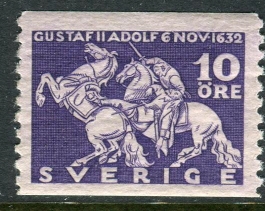 GUSTAF II ADOLF 6 NOV. 1632
10
ÖRE
SVERIGE